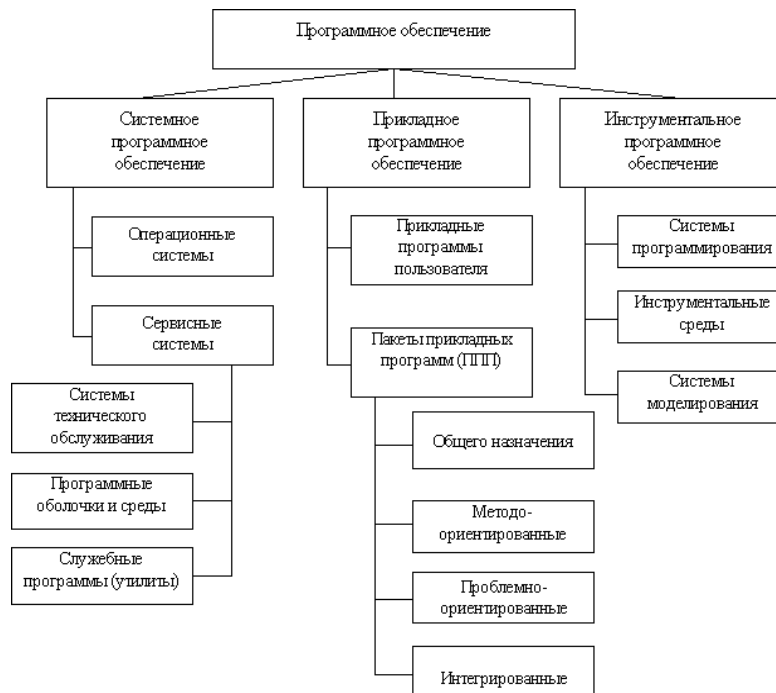 Программное обеспечение
Системное
программное
обеспечение
Операционные
системы
Сервисные
системы
Системы
технического
обслуживания
Программные
оболочки и среды
Служебные
программы (утилиты)
Прикладное
программное
обеспечение
Прикладные
программы
пользователя
Пакеты прикладных
программ (ППП)
Общего назначения
Методо-
ориентированные
Проблемно-
ориентированные
Интегрированные
Инструментальное
программное
обеспечение
Системы
программирования
Инструментальные
среды
Системы
моделирования